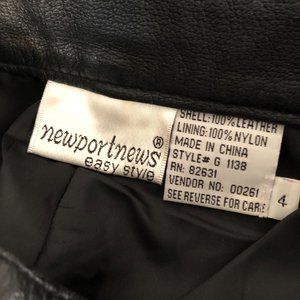 newportnews®
easy style
SHELL:100% LEATHER
LINING:100% NYLON
MADE IN CHINA
STYLE# G 1138
RN: 82631
VENDOR NO: 00261
SEE REVERSE FOR CARE
4